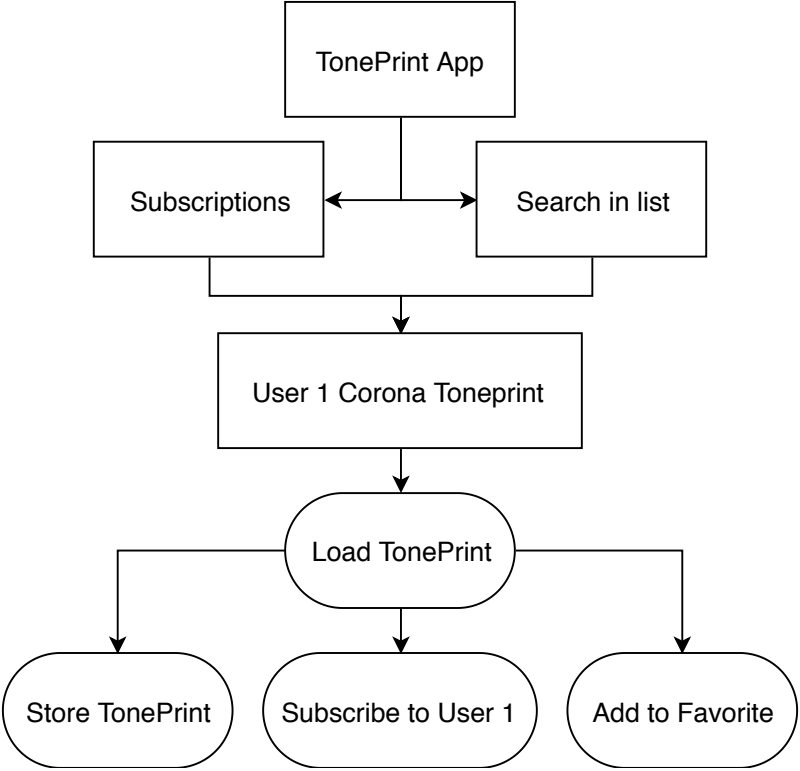 TonePrint App
Subscriptions
Search in list
User 1 Corona Toneprint
Load TonePrint
Store TonePrint
Subscribe to User 1
Add to Favorite